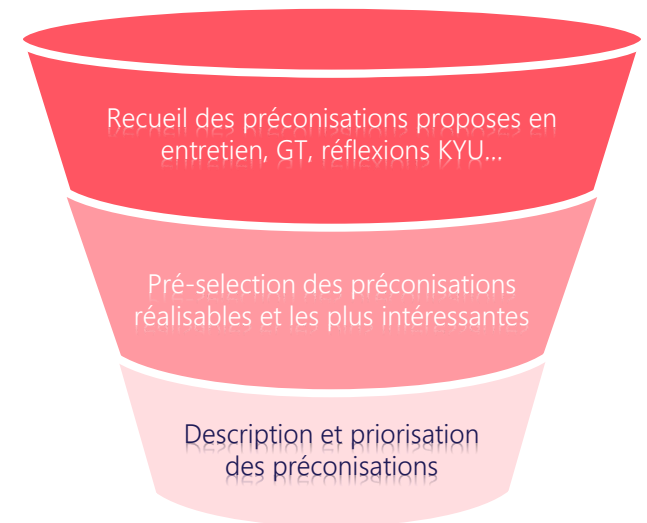 Recueil des préconisations proposes en
entretien, GT, réflexions KYU...
Pré-selection des préconisations
réalisables et les plus intéressantes
Description et priorisation
des préconisations